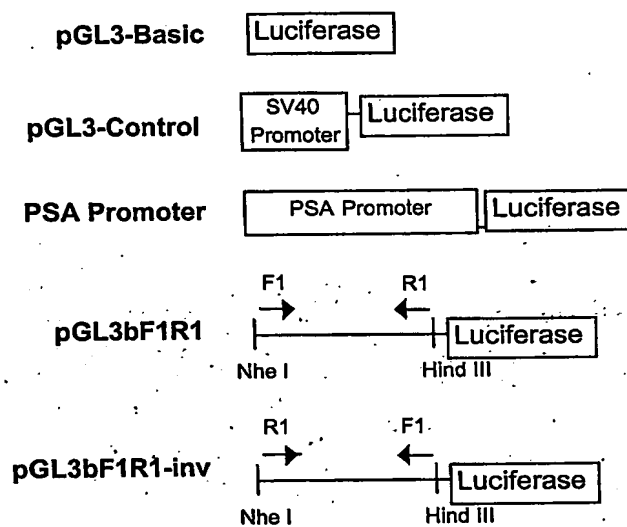 pGL3-Basic Luciferase
pGL3-Control SV40 Promoter Luciferase
PSA Promoter PSA Promoter Luciferase
F1 R1
pGL3bF1R1 Luciferase
Nhe I Hind III
R1 F1
pGL3bF1R1-inv Luciferase
Nhe I Hind III